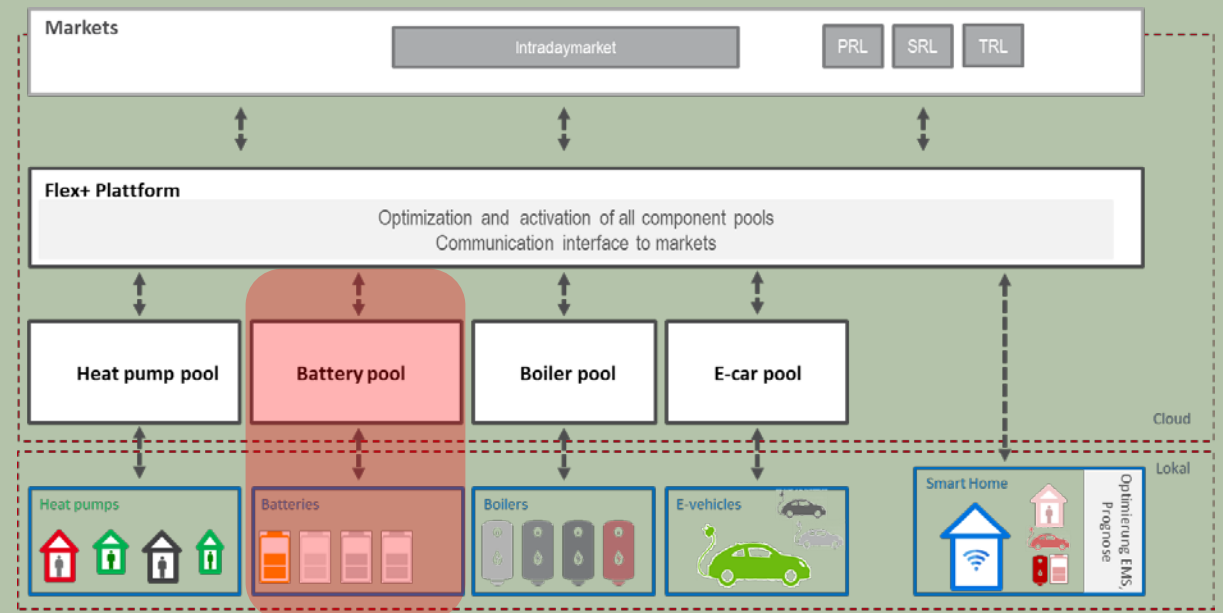 Markets
Intradaymarket
PRL
SRL
TRL
Flex+ Plattform
Optimization and activation of all component pools
Communication interface to markets
Heat pump pool
Battery pool
Boiler pool
E-car pool
Cloud
Lokal
Heat pumps
Batteries
Boilers
E-vehicles
Smart Home
Optimierung EMS,
Prognose